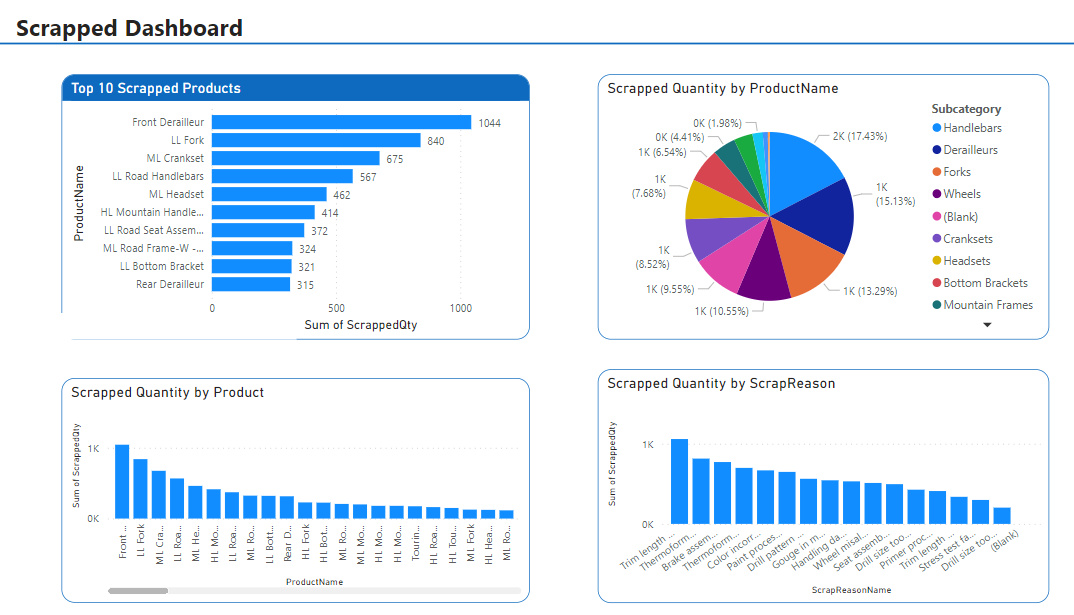 Scrapped Dashboard
Top 10 Scrapped Products
ProductName
Front Derailleur 1044
LL Fork 840
ML Crankset 675
LL Road Handlebars 567
ML Headset 462
HL Mountain Handle... 414
LL Road Seat Assem... 372
ML Road Frame-W -... 324
LL Bottom Bracket 321
Rear Derailleur 315
0 500 1000
Sum of ScrappedQty
Scrapped Quantity by ProductName
2K (17.43%)
1K
(15.13%)
1K (13.29%)
1K (10.55%)
1K (9.55%)
1K
(8.52%)
1K
(7.68%)
1K (6.54%)
0K (4.41%)
0K (1.98%)
Subcategory
Handlebars
Derailleurs
Forks
Wheels
(Blank)
Cranksets
Headsets
Bottom Brackets
Mountain Frames
Scrapped Quantity by Product
Sum of ScrappedQty
1K
0K
Front ...
LL Fork
ML Cra...
LL Roa...
ML He...
HL Mo...
LL Roa...
ML Ro...
LL Bott...
Rear D...
HL Fork
HL Bot...
ML Ro...
LL Mo...
HL Mo...
HL Mo...
Tourin...
HL Roa...
HL Tou...
ML Fork
HL Hea...
ML Ro...
ProductName
Scrapped Quantity by ScrapReason
Sum of ScrappedQty
1K
0K
Trim length ...
Thermoform...
Brake assem...
Thermoform...
Color incorr...
Paint proces...
Drill pattern ...
Gouge in m...
Handling da...
Wheel misal...
Seat assemb...
Drill size too...
Primer proc...
Trim length ...
Stress test fa...
Drill size too...
(Blank)
ScrapReasonName